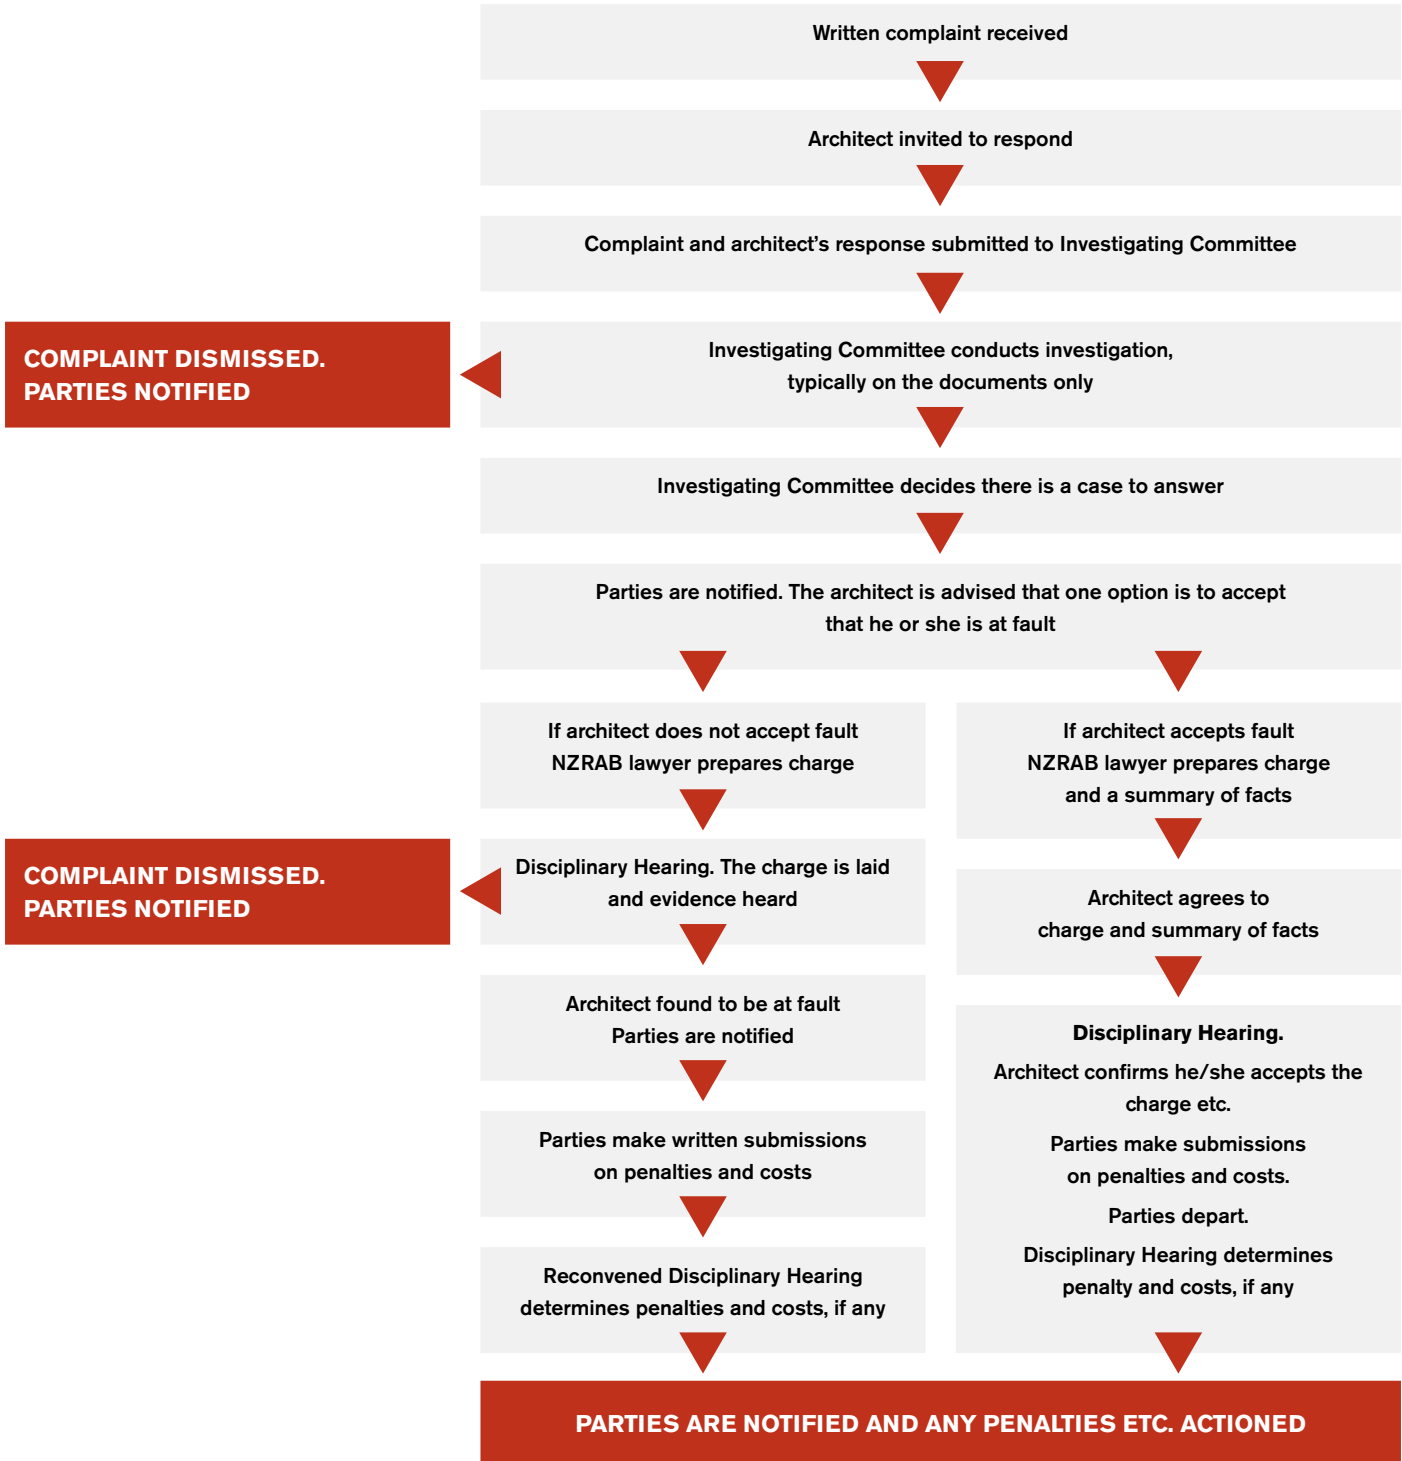 Written complaint received
Architect invited to respond
Complaint and architect’s response submitted to Investigating Committee
COMPLAINT DISMISSED.
PARTIES NOTIFIED
Investigating Committee conducts investigation,
typically on the documents only
Investigating Committee decides there is a case to answer
Parties are notified. The architect is advised that one option is to accept
that he or she is at fault
If architect does not accept fault
NZRAB lawyer prepares charge
If architect accepts fault
NZRAB lawyer prepares charge
and a summary of facts
COMPLAINT DISMISSED.
PARTIES NOTIFIED
Disciplinary Hearing. The charge is laid
and evidence heard
Architect agrees to
charge and summary of facts
Architect found to be at fault
Parties are notified
Parties make written submissions
on penalties and costs
Reconvened Disciplinary Hearing
determines penalties and costs, if any
Disciplinary Hearing.
Architect confirms he/she accepts the
charge etc.
Parties make submissions
on penalties and costs.
Parties depart.
Disciplinary Hearing determines
penalty and costs, if any
PARTIES ARE NOTIFIED AND ANY PENALTIES ETC. ACTIONED